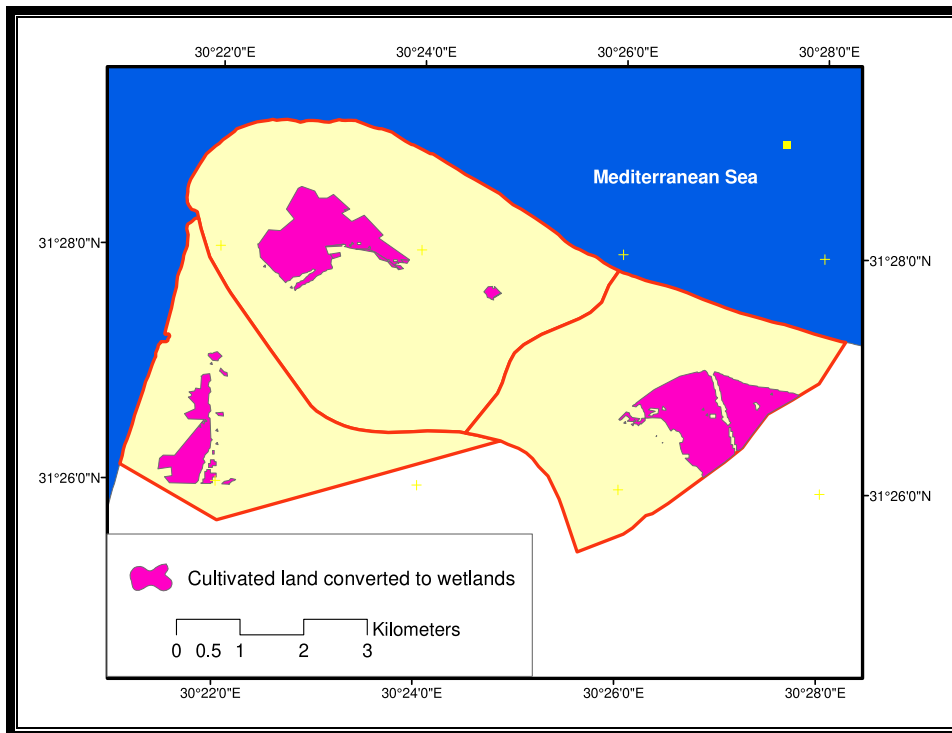 30°22'0"E 30°24'0"E 30°26'0"E 30°28'0"E
Mediterranean Sea
31°28'0"N
31°28'0"N
31°26'0"N
31°26'0"N
Cultivated land converted to wetlands
Kilometers
0 0.5 1 2 3
30°22'0"E 30°24'0"E 30°26'0"E 30°28'0"E